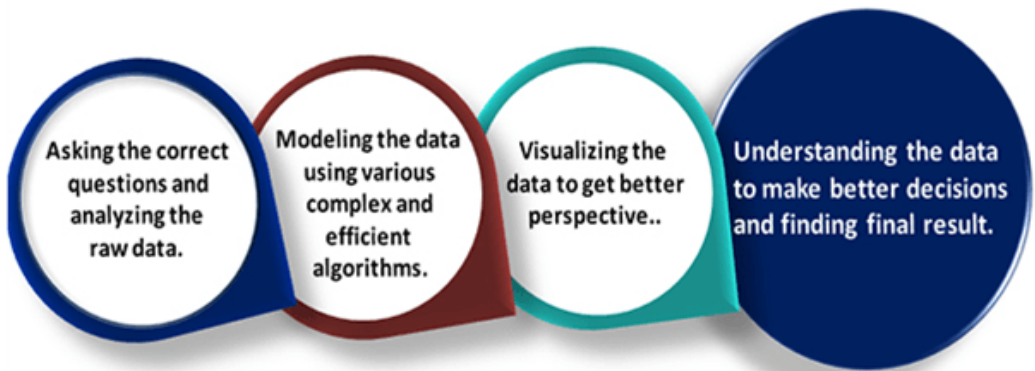 Asking the correct
questions and
analyzing the
raw data.
Modeling the data
using various
complex and
efficient
algorithms.
Visualizing the
data to get better
perspective..
Understanding the data
to make better decisions
and finding final result.